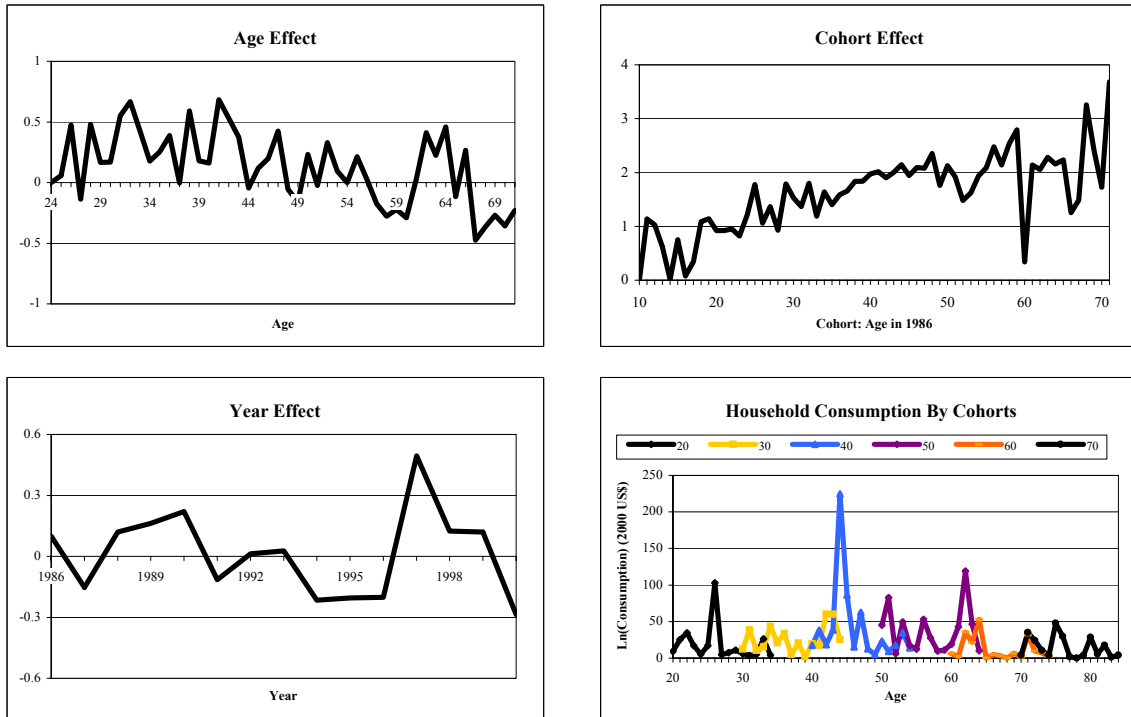 Age Effect
1
0.5
0
-0.5
-1
24 29 34 39 44 49 54 59 64 69
Age
Cohort Effect
4
3
2
1
0
10 20 30 40 50 60 70
Cohort: Age in 1986
Year Effect
0.6
0.3
0
-0.3
-0.6
1986 1989 1992 1995 1998
Year
Household Consumption By Cohorts
20 30 40 50 60 70
Ln(Consumption) (2000 US$)
250
200
150
100
50
0
20 30 40 50 60 70 80
Age